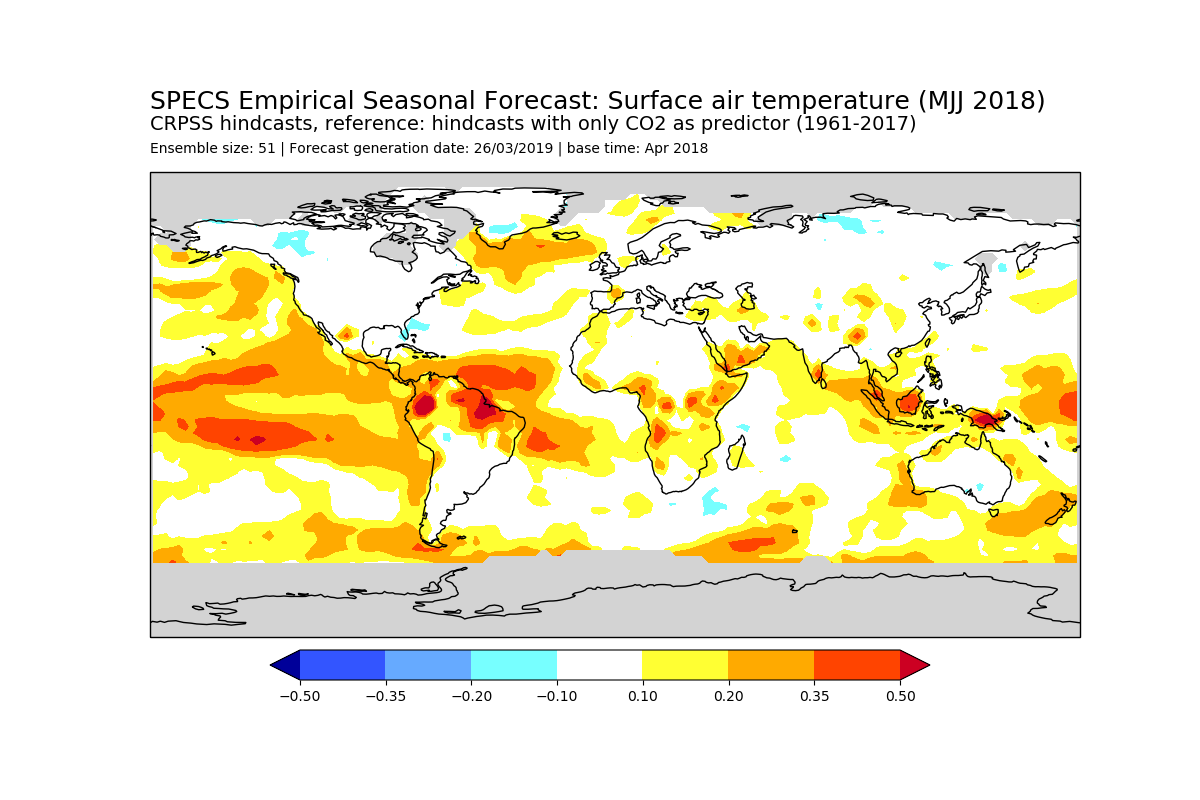 SPECS Empirical Seasonal Forecast: Surface air temperature (MJJ 2018)
CRPSS hindcasts, reference: hindcasts with only CO2 as predictor (1961-2017)
Ensemble size: 51 | Forecast generation date: 26/03/2019 | base time: Apr 2018
−0.50 −0.35 −0.20 −0.10 0.10 0.20 0.35 0.50